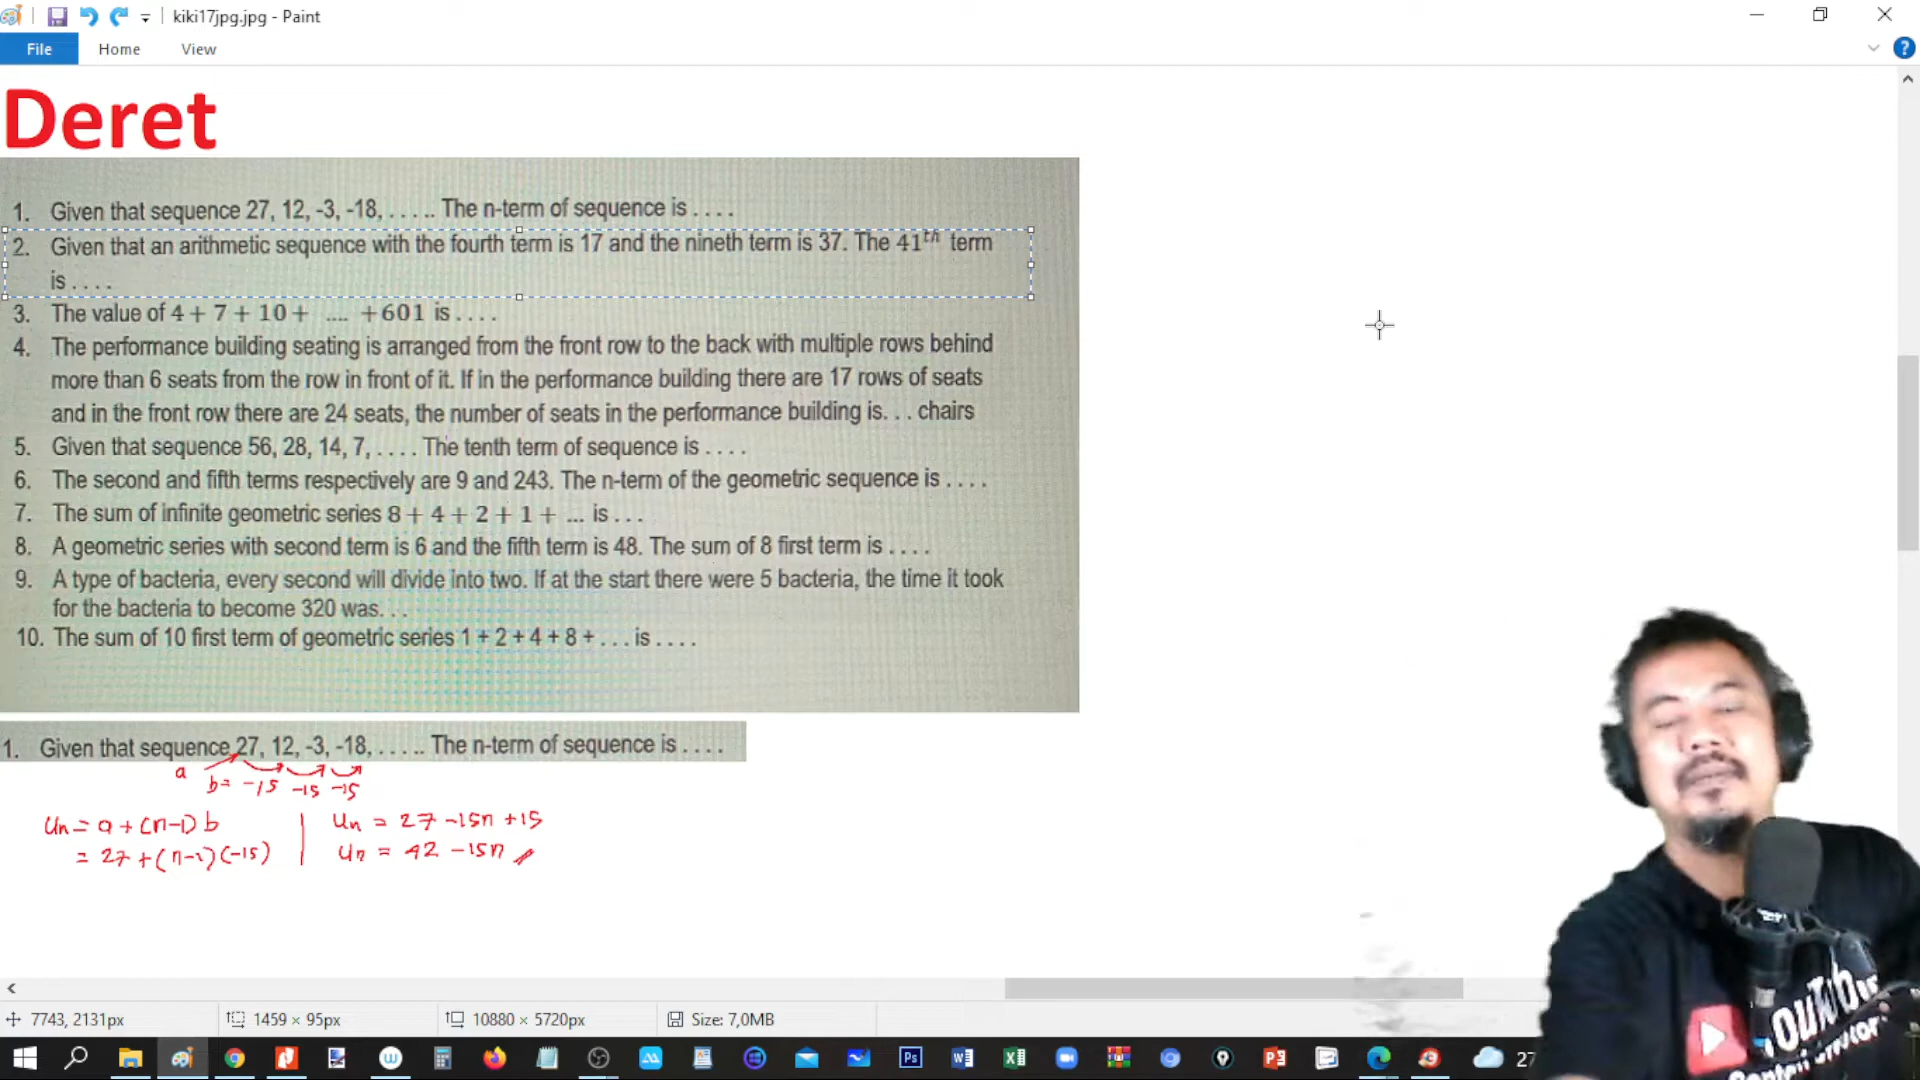 kiki17jpg.jpg - Paint
File Home View
Deret
1. Given that sequence 27, 12, -3, -18, . . . . . The n-term of sequence is . . . .
2. Given that an arithmetic sequence with the fourth term is 17 and the nineth term is 37. The 41th term
is . . . .
3. The value of 4 + 7 + 10 + .... +601 is . . . .
4. The performance building seating is arranged from the front row to the back with multiple rows behind
more than 6 seats from the row in front of it. If in the performance building there are 17 rows of seats
and in the front row there are 24 seats, the number of seats in the performance building is. . . chairs
5. Given that sequence 56, 28, 14, 7, . . . . The tenth term of sequence is . . . .
6. The second and fifth terms respectively are 9 and 243. The n-term of the geometric sequence is . . . .
7. The sum of infinite geometric series 8 + 4 + 2 + 1 + ... is . . .
8. A geometric series with second term is 6 and the fifth term is 48. The sum of 8 first term is . . . .
9. A type of bacteria, every second will divide into two. If at the start there were 5 bacteria, the time it took
for the bacteria to become 320 was. . .
10. The sum of 10 first term of geometric series 1 + 2 + 4 + 8 + . . . is . . . .
1. Given that sequence 27, 12, -3, -18, . . . . . The n-term of sequence is . . . .
a b = -15 -15 -15
Un = a + (n-1) b
= 27 + (n-1)(-15)
Un = 27 - 15n + 15
Un = 42 - 15n
YouTube
Content Creator
7743, 2131px 1459 × 95px 10880 × 5720px Size: 7,0MB
27